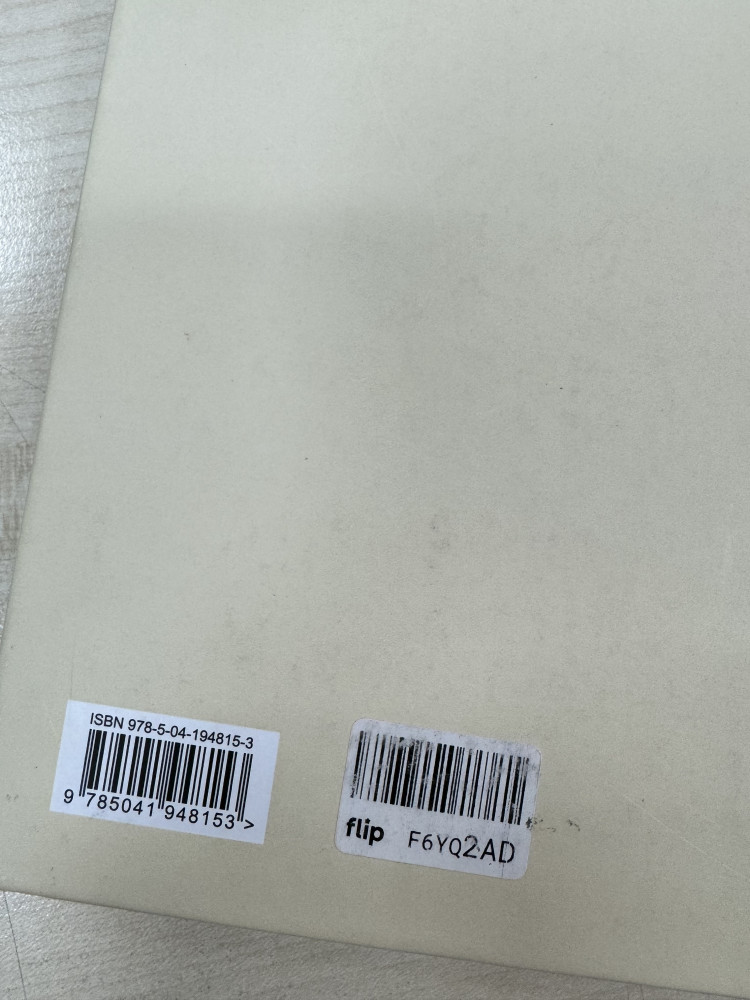 ISBN 978-5-04-194815-3
9 785041 948153 >
flip F6YQ2AD